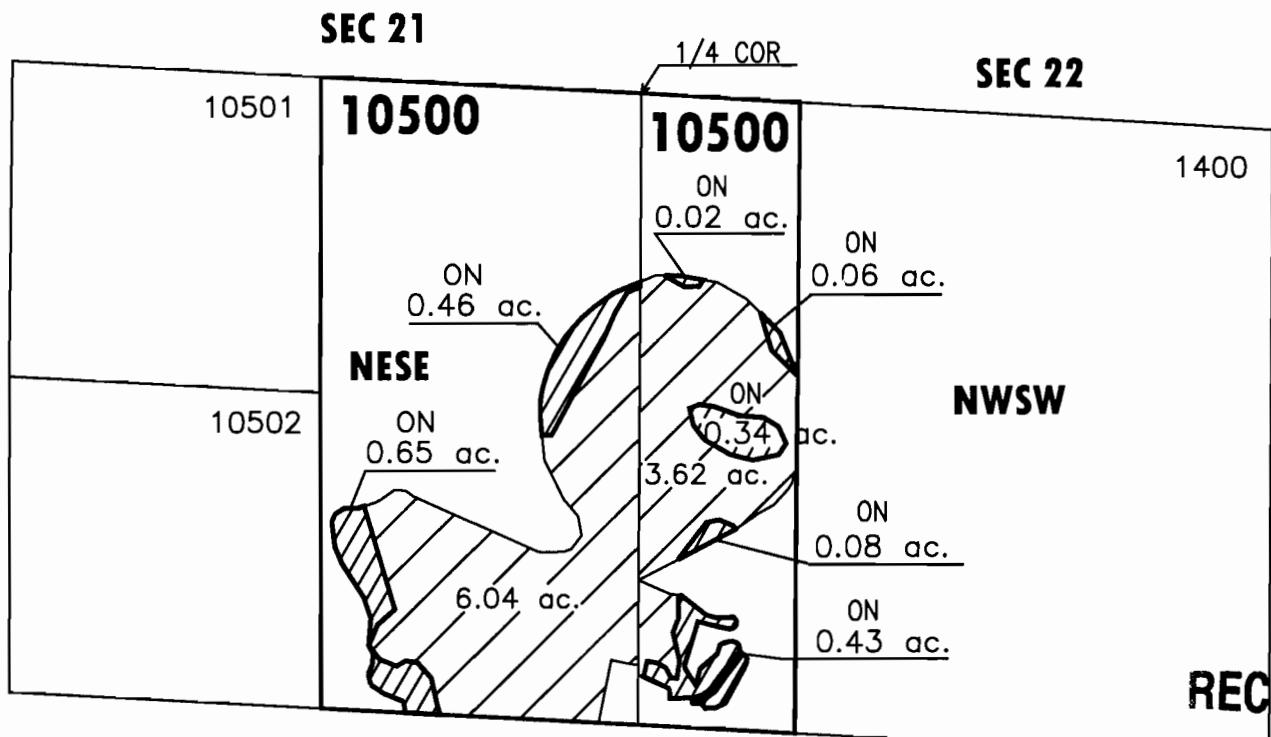 SEC 21
1/4 COR
SEC 22
10501
10500
10500
1400
ON
0.02 ac.
ON
0.06 ac.
ON
0.46 ac.
NESE
ON
0.34 ac.
NWSW
10502
ON
0.65 ac.
3.62 ac.
ON
0.08 ac.
6.04 ac.
ON
0.43 ac.
REC